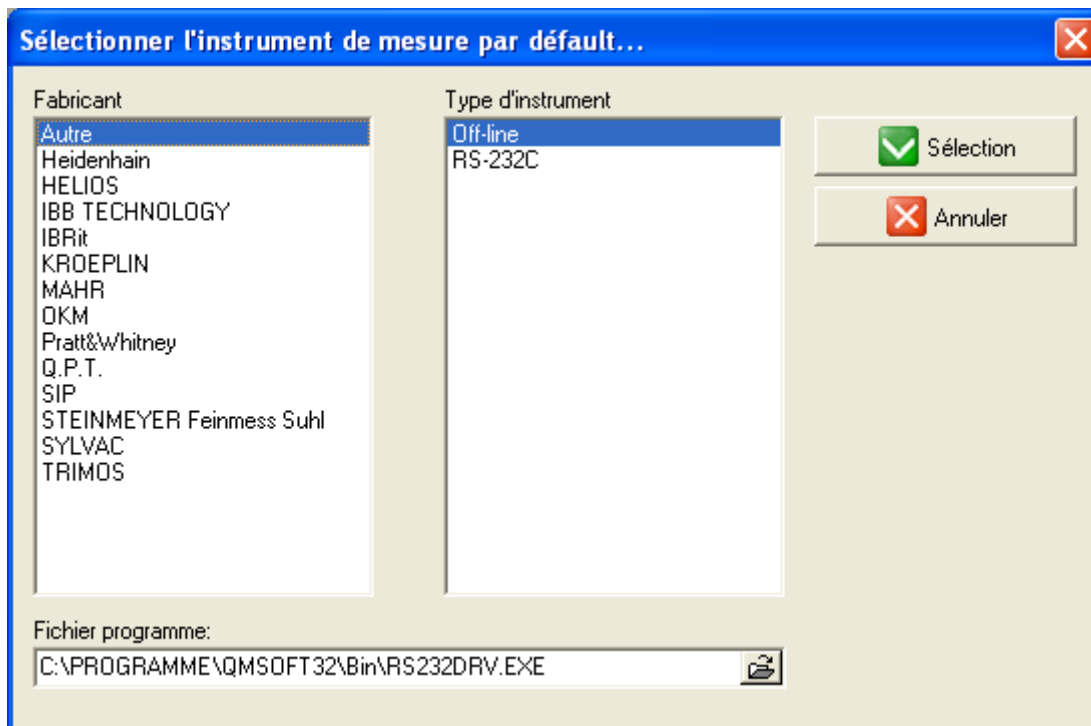 Sélectionner l'instrument de mesure par défault...
Fabricant
Autre
Heidenhain
HELIOS
IBB TECHNOLOGY
IBRit
KROEPLIN
MAHR
OKM
Pratt&Whitney
Q.P.T.
SIP
STEINMEYER Feinmess Suhl
SYLVAC
TRIMOS
Type d'instrument
Off-line
RS-232C
Sélection
Annuler
Fichier programme:
C:\PROGRAMME\QMSOFT32\Bin\RS232DRV.EXE